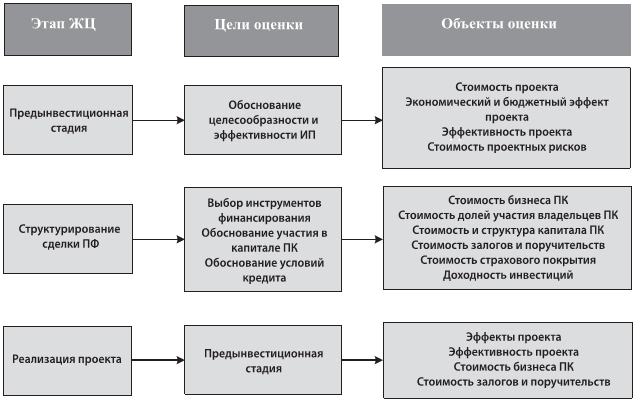 Этап ЖЦ
Цели оценки
Объекты оценки
Предынвестиционная
стадия
Обоснование
целесообразности и
эффективности ИП
Стоимость проекта
Экономический и бюджетный эффект
проекта
Эффективность проекта
Стоимость проектных рисков
Структурирование
сделки ПФ
Выбор инструментов
финансирования
Обоснование участия в
капитале ПК
Обоснование условий
кредита
Стоимость бизнеса ПК
Стоимость долей участия владельцев ПК
Стоимость и структура капитала ПК
Стоимость залогов и поручительств
Стоимость страхового покрытия
Доходность инвестиций
Реализация проекта
Предынвестиционная
стадия
Эффекты проекта
Эффективность проекта
Стоимость бизнеса ПК
Стоимость залогов и поручительств